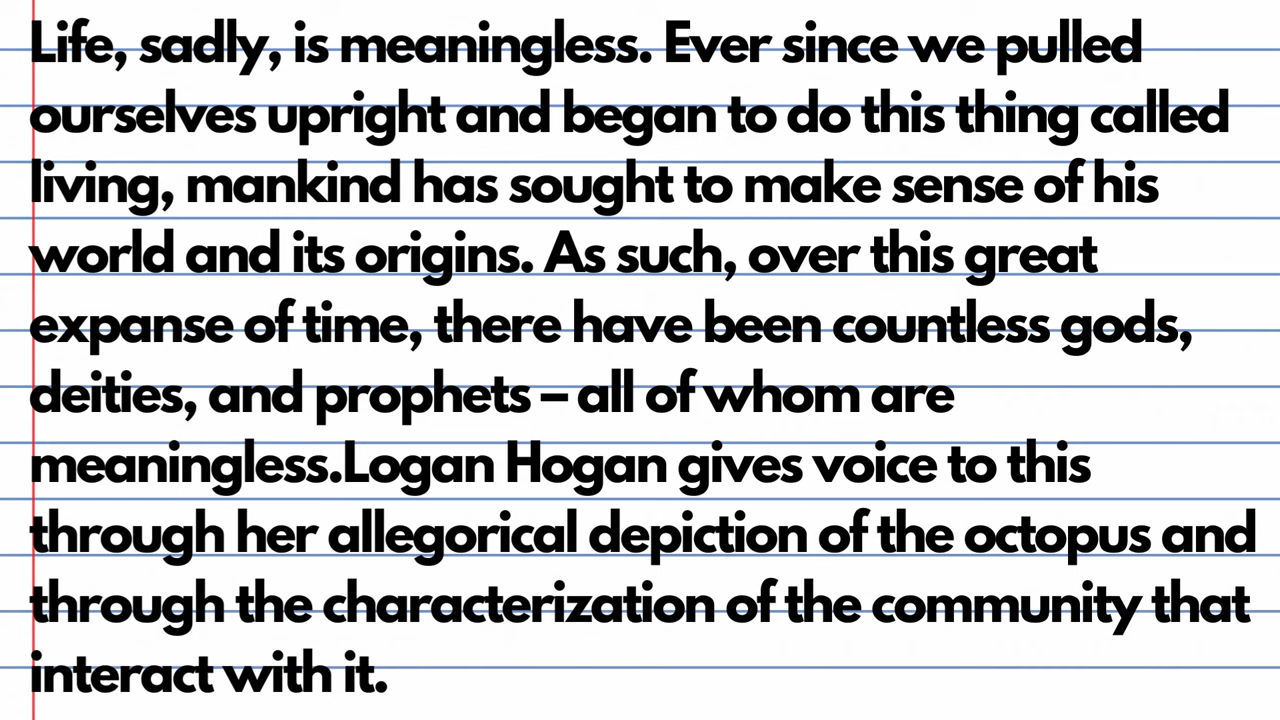 Life, sadly, is meaningless. Ever since we pulled
ourselves upright and began to do this thing called
living, mankind has sought to make sense of his
world and its origins. As such, over this great
expanse of time, there have been countless gods,
deities, and prophets – all of whom are
meaningless.Logan Hogan gives voice to this
through her allegorical depiction of the octopus and
through the characterization of the community that
interact with it.